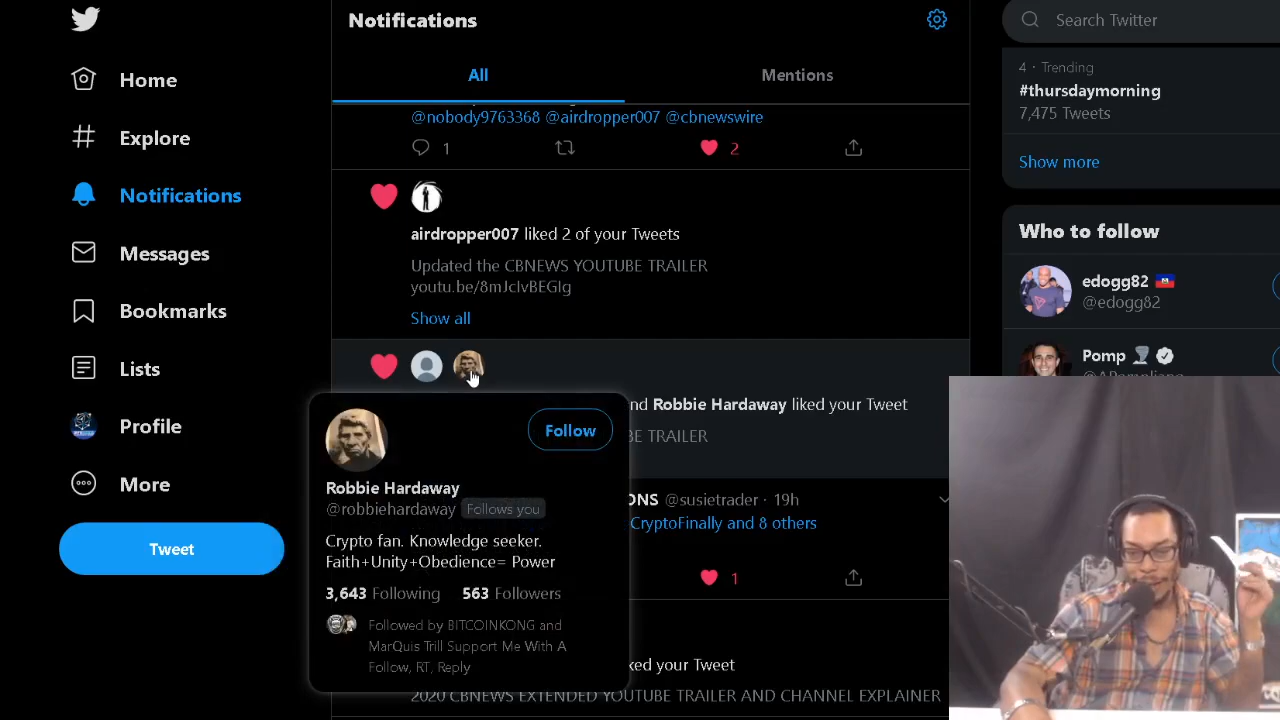 Home
Explore
Notifications
Messages
Bookmarks
Lists
Profile
More
Tweet
Notifications
All
Mentions
@nobody9763368 @airdropper007 @cbnewswire
1
2
airdropper007 liked 2 of your Tweets
Updated the CBNEWS YOUTUBE TRAILER
youtu.be/8mJcIvBEGIg
Show all
nd Robbie Hardaway liked your Tweet
BE TRAILER
Follow
Robbie Hardaway
@robbiehardaway Follows you
Crypto fan. Knowledge seeker.
Faith+Unity+Obedience= Power
3,643 Following 563 Followers
Followed by BITCOINKONG and
MarQuis Trill Support Me With A
Follow, RT, Reply
ONS @susietrader · 19h
CryptoFinally and 8 others
1
ked your Tweet
2020 CBNEWS EXTENDED YOUTUBE TRAILER AND CHANNEL EXPLAINER
Search Twitter
4 · Trending
#thursdaymorning
7,475 Tweets
Show more
Who to follow
edogg82
@edogg82
Pomp